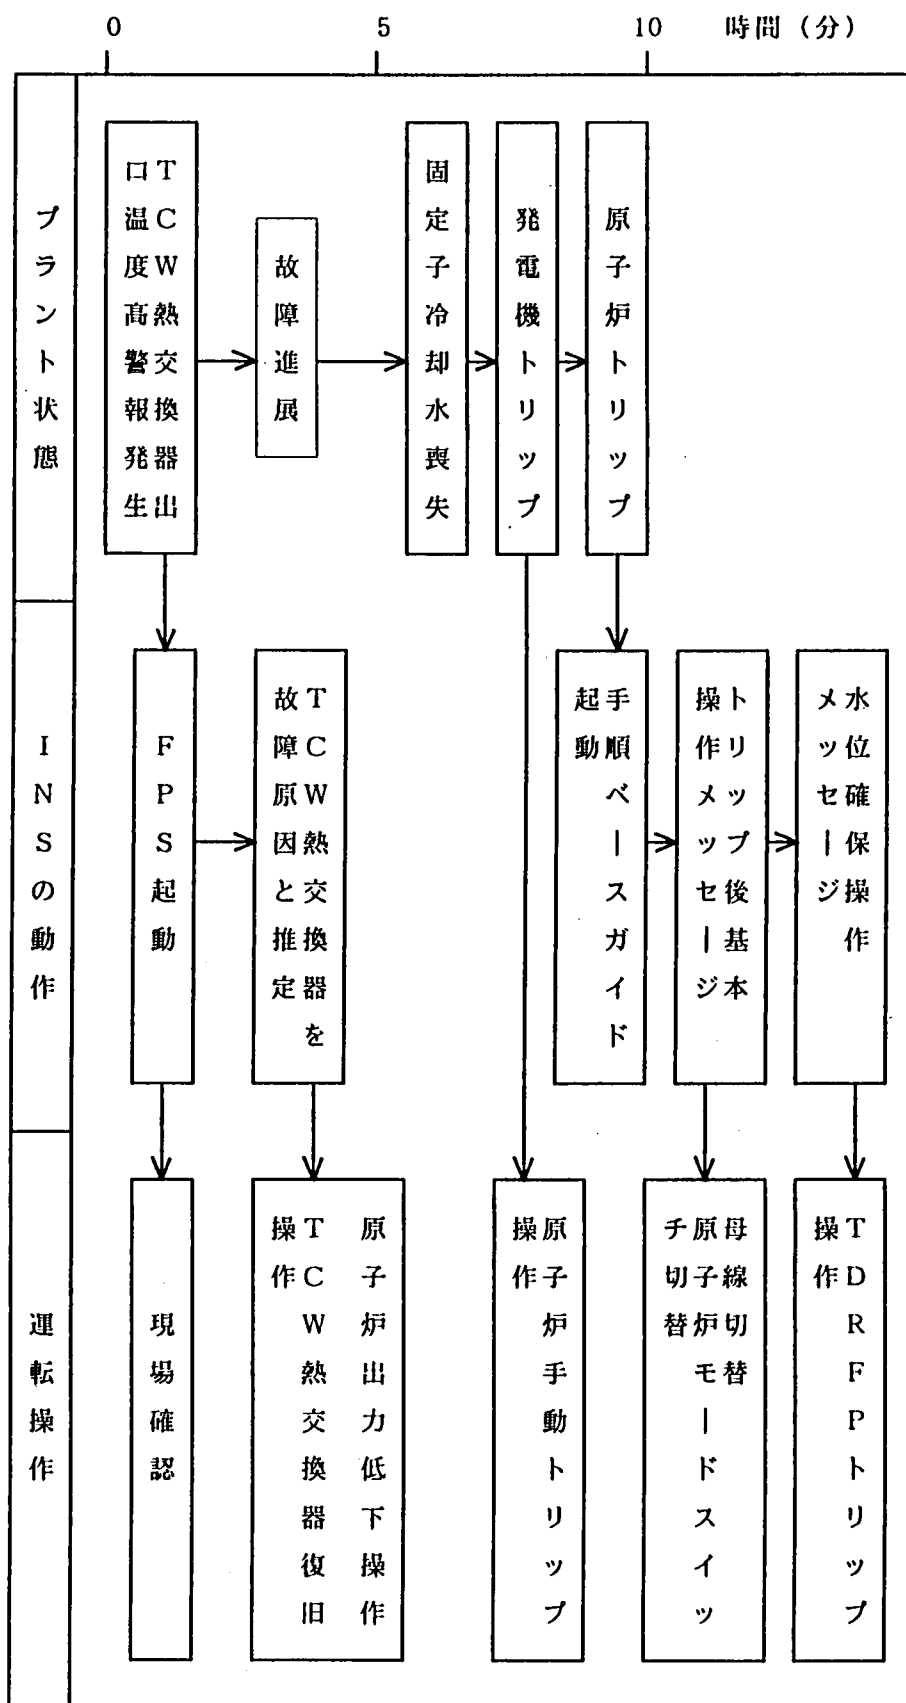 0 5 10 時間（分）
プラント状態
TCW熱交換器出
口温度高警報発生
故障進展
固定子冷却水喪失
発電機トリップ
原子炉トリップ
INSの動作
FPS起動
TCW熱交換器を
故障原因と推定
手順ベースガイド
起動
トリップ後基本
操作メッセージ
水位確保操作
メッセージ
運転操作
現場確認
原子炉出力低下操作
TCW熱交換器復旧
操作
原子炉手動トリップ
操作
母線切替
原子炉モードスイッ
チ切替
TDRFPトリップ
操作